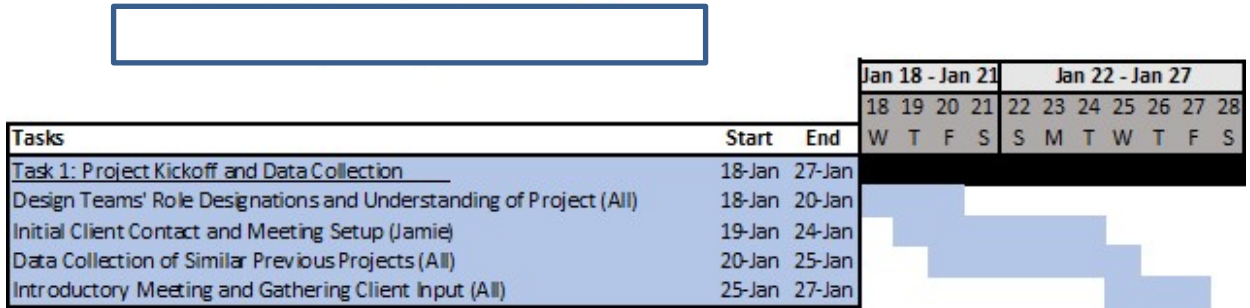 Jan 18 - Jan 21 Jan 22 - Jan 27
18 19 20 21 22 23 24 25 26 27 28
Tasks Start End W T F S S M T W T F S
Task 1: Project Kickoff and Data Collection 18-Jan 27-Jan
Design Teams' Role Designations and Understanding of Project (All) 18-Jan 20-Jan
Initial Client Contact and Meeting Setup (Jamie) 19-Jan 24-Jan
Data Collection of Similar Previous Projects (All) 20-Jan 25-Jan
Introductory Meeting and Gathering Client Input (All) 25-Jan 27-Jan